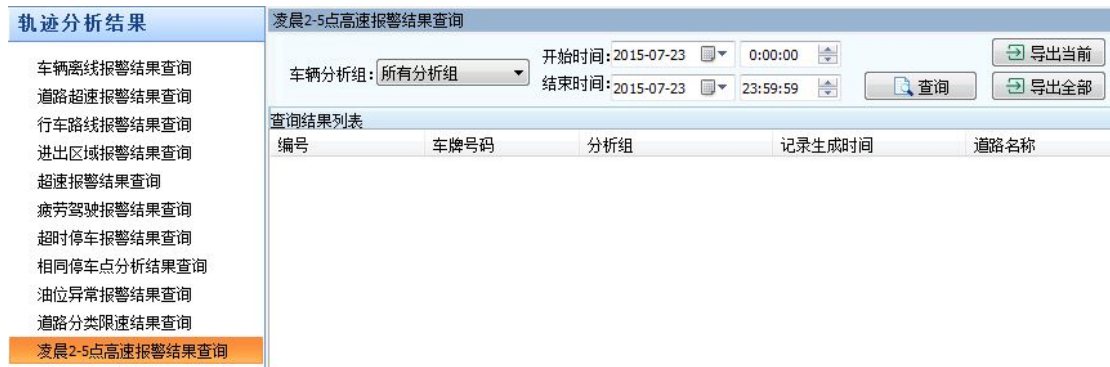 轨迹分析结果
车辆离线报警结果查询
道路超速报警结果查询
行车路线报警结果查询
进出区域报警结果查询
超速报警结果查询
疲劳驾驶报警结果查询
超时停车报警结果查询
相同停车点分析结果查询
油位异常报警结果查询
道路分类限速结果查询
凌晨2-5点高速报警结果查询
凌晨2-5点高速报警结果查询
车辆分析组: 所有分析组
开始时间: 2015-07-23 0:00:00
结束时间: 2015-07-23 23:59:59
查询
导出当前
导出全部
查询结果列表
编号 车牌号码 分析组 记录生成时间 道路名称